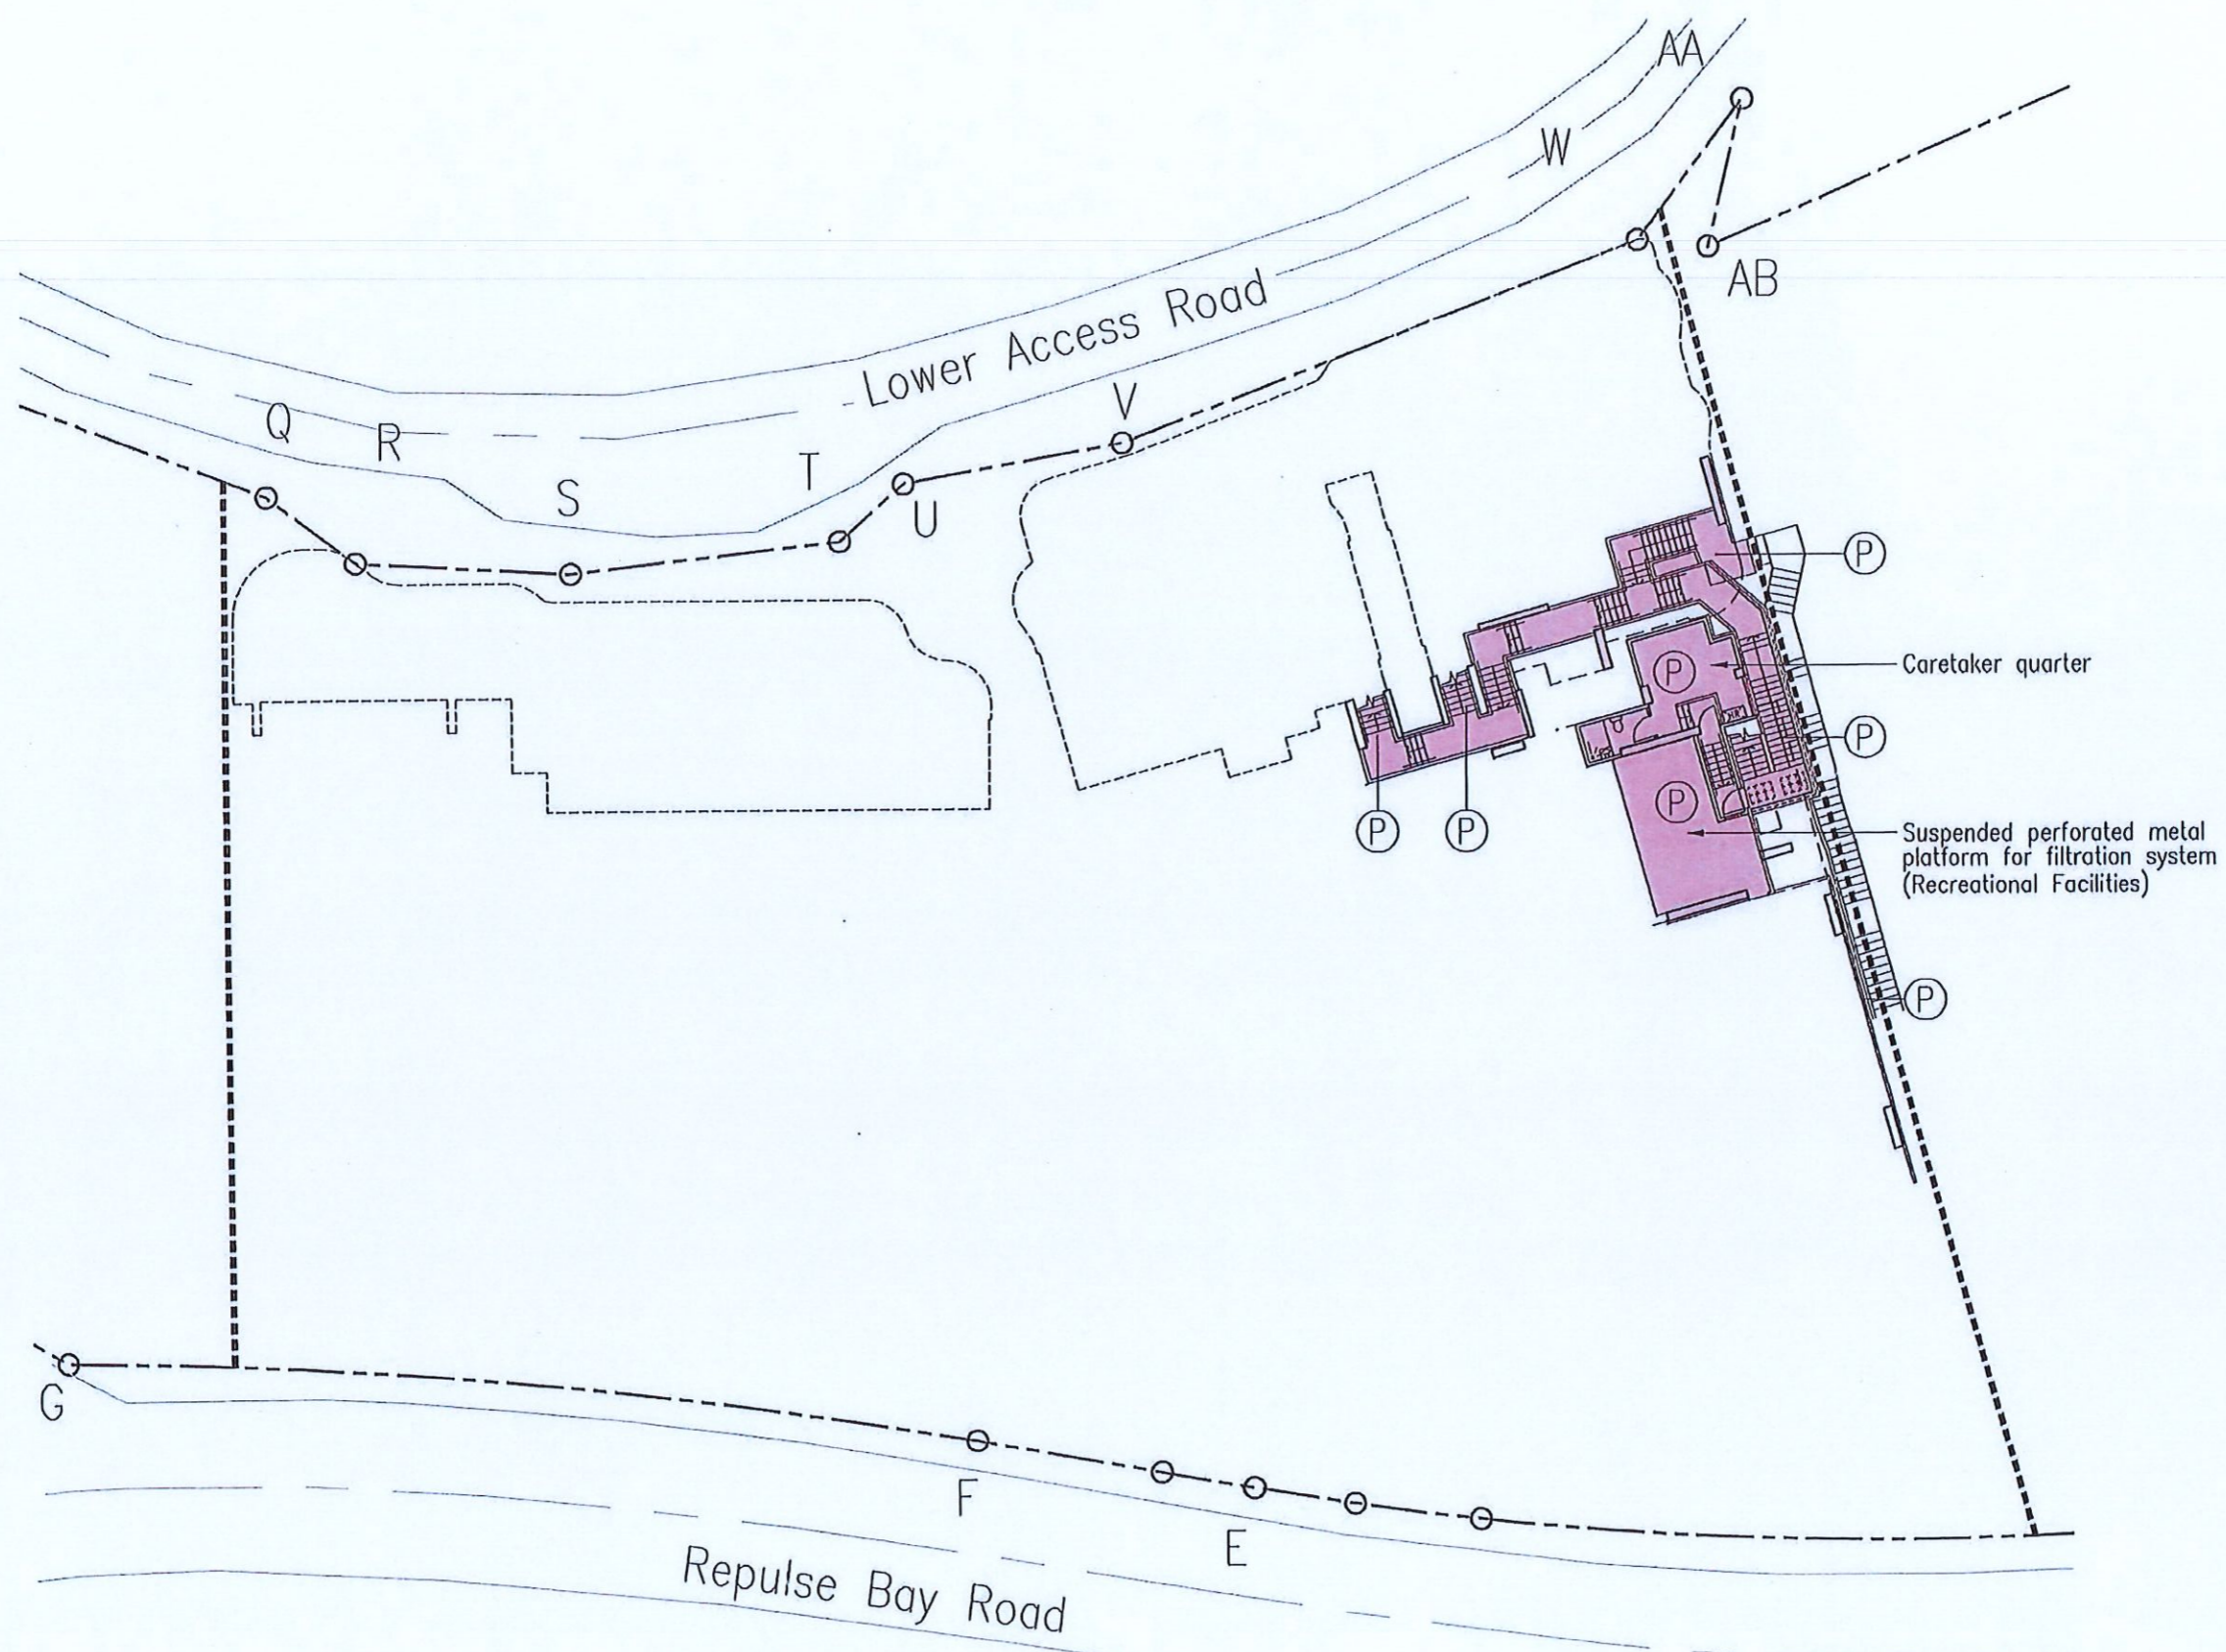 AA
W
AB
Lower Access Road
Q
R
V
T
S
U
P
Caretaker quarter
P
P
P
Suspended perforated metal
platform for filtration system
(Recreational Facilities)
P
P
P
G
F
E
Repulse Bay Road